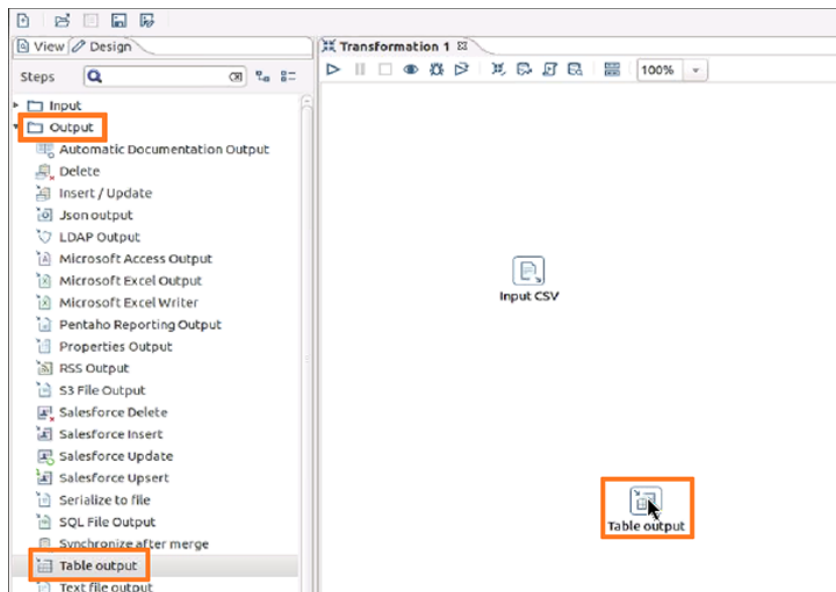 View
Design
Steps
Input
Output
Automatic Documentation Output
Delete
Insert / Update
Json output
LDAP Output
Microsoft Access Output
Microsoft Excel Output
Microsoft Excel Writer
Pentaho Reporting Output
Properties Output
RSS Output
S3 File Output
Salesforce Delete
Salesforce Insert
Salesforce Update
Salesforce Upsert
Serialize to file
SQL File Output
Synchronize after merge
Table output
Text file output
Transformation 1
100%
Input CSV
Table output